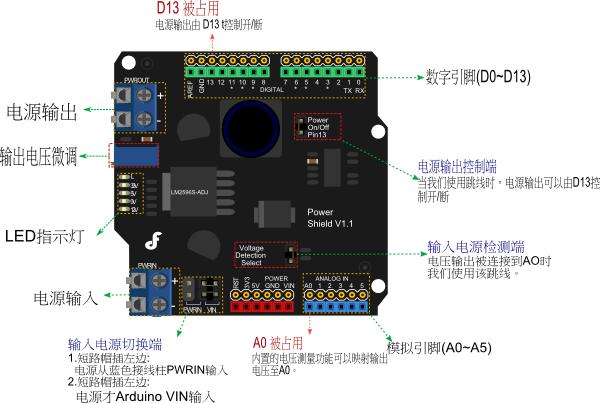 D13 被占用
电源输出由 D13 t控制开/断
PWROUT
AREF
GND
13
12
11
10
9
8
DIGITAL
7
6
5
4
3
2
1
0
TX
RX
数字引脚(D0~D13)
电源输出
+
-
Power
On/Off
Pin13
输出电压微调
电源输出控制端
当我们使用跳线时，电源输出可以由D13控
制开/断
LM2596S-ADJ
3V
5V
9V
12V
LED指示灯
Power
Shield V1.1
Voltage
Detection
Select
输入电源检测端
电压输出被连接到AO时
我们使用该跳线。
PWRIN
+
-
电源输入
PWRIN
VIN
RST
3V3
5V
POWER
GND
VIN
ANALOG IN
A0
1
2
3
4
5
输入电源切换端
1.短路帽插左边:
电源从蓝色接线柱PWRIN输入
2.短路帽插左边:
电源才Arduino VIN输入
A0 被占用
内置的电压测量功能可以映射输出
电压至A0。
模拟引脚(A0~A5)